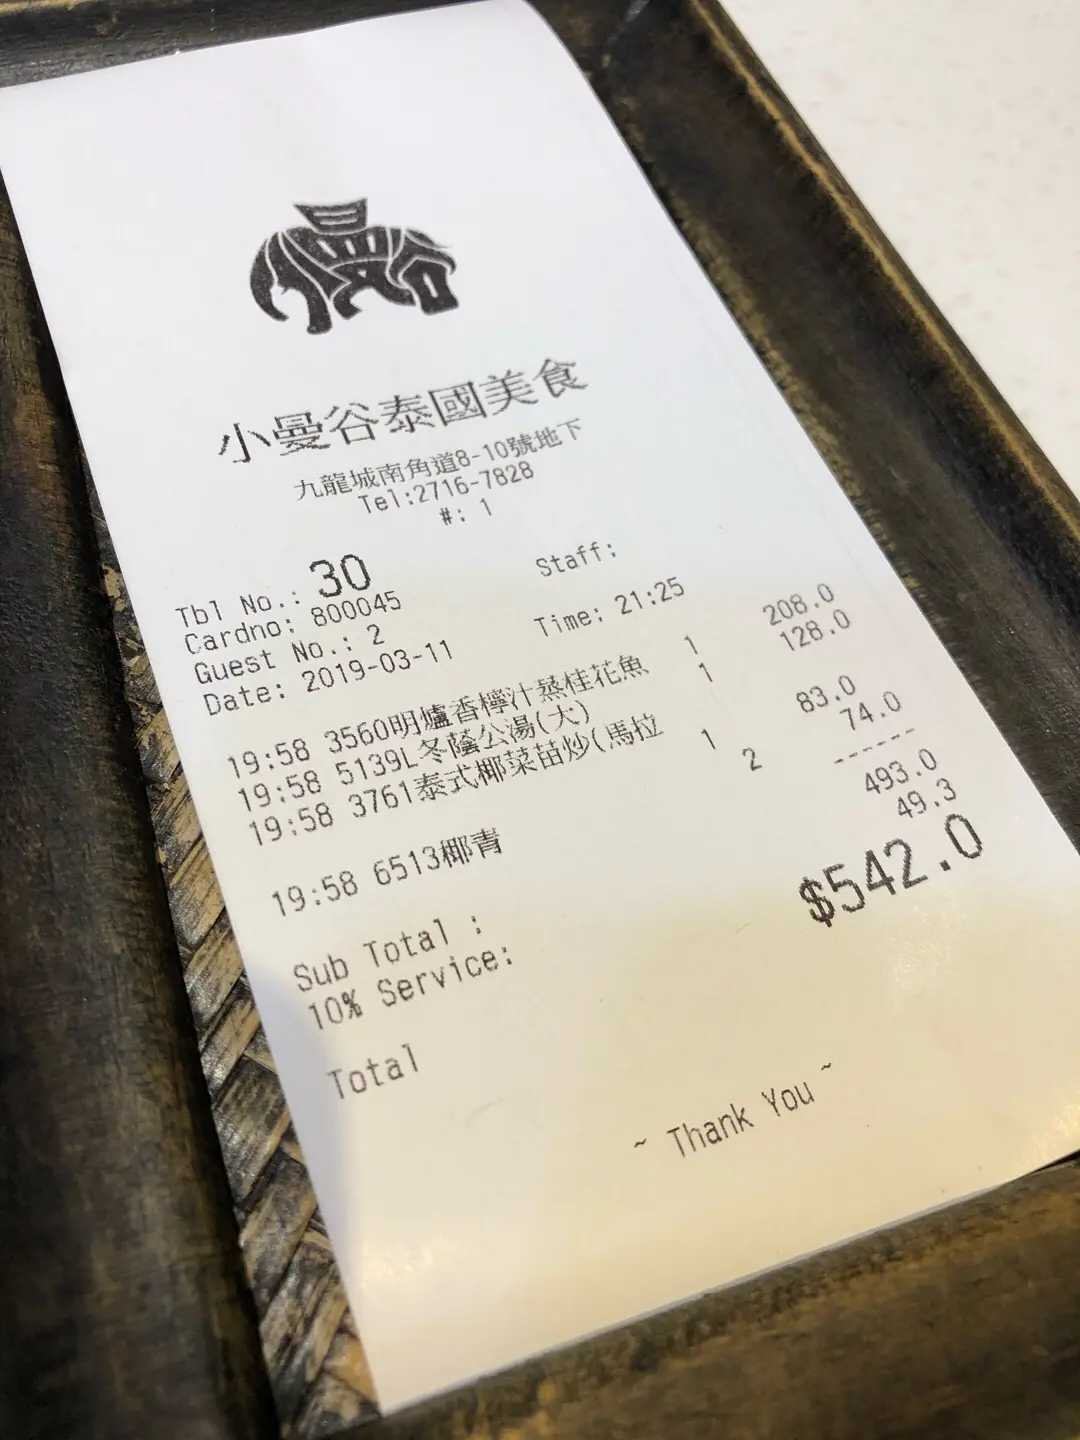 曼谷
小曼谷泰國美食
九龍城南角道8-10號地下
Tel:2716-7828
#: 1
Tbl No.: 30 Staff:
Cardno: 800045
Guest No.: 2 Time: 21:25
Date: 2019-03-11
19:58 3560明爐香檸汁蒸桂花魚 1 208.0
19:58 5139L冬蔭公湯(大) 1 128.0
19:58 3761泰式椰菜苗炒(馬拉 1 83.0
19:58 6513椰青 2 74.0
------
Sub Total : 493.0
10% Service: 49.3
Total $542.0
~ Thank You ~